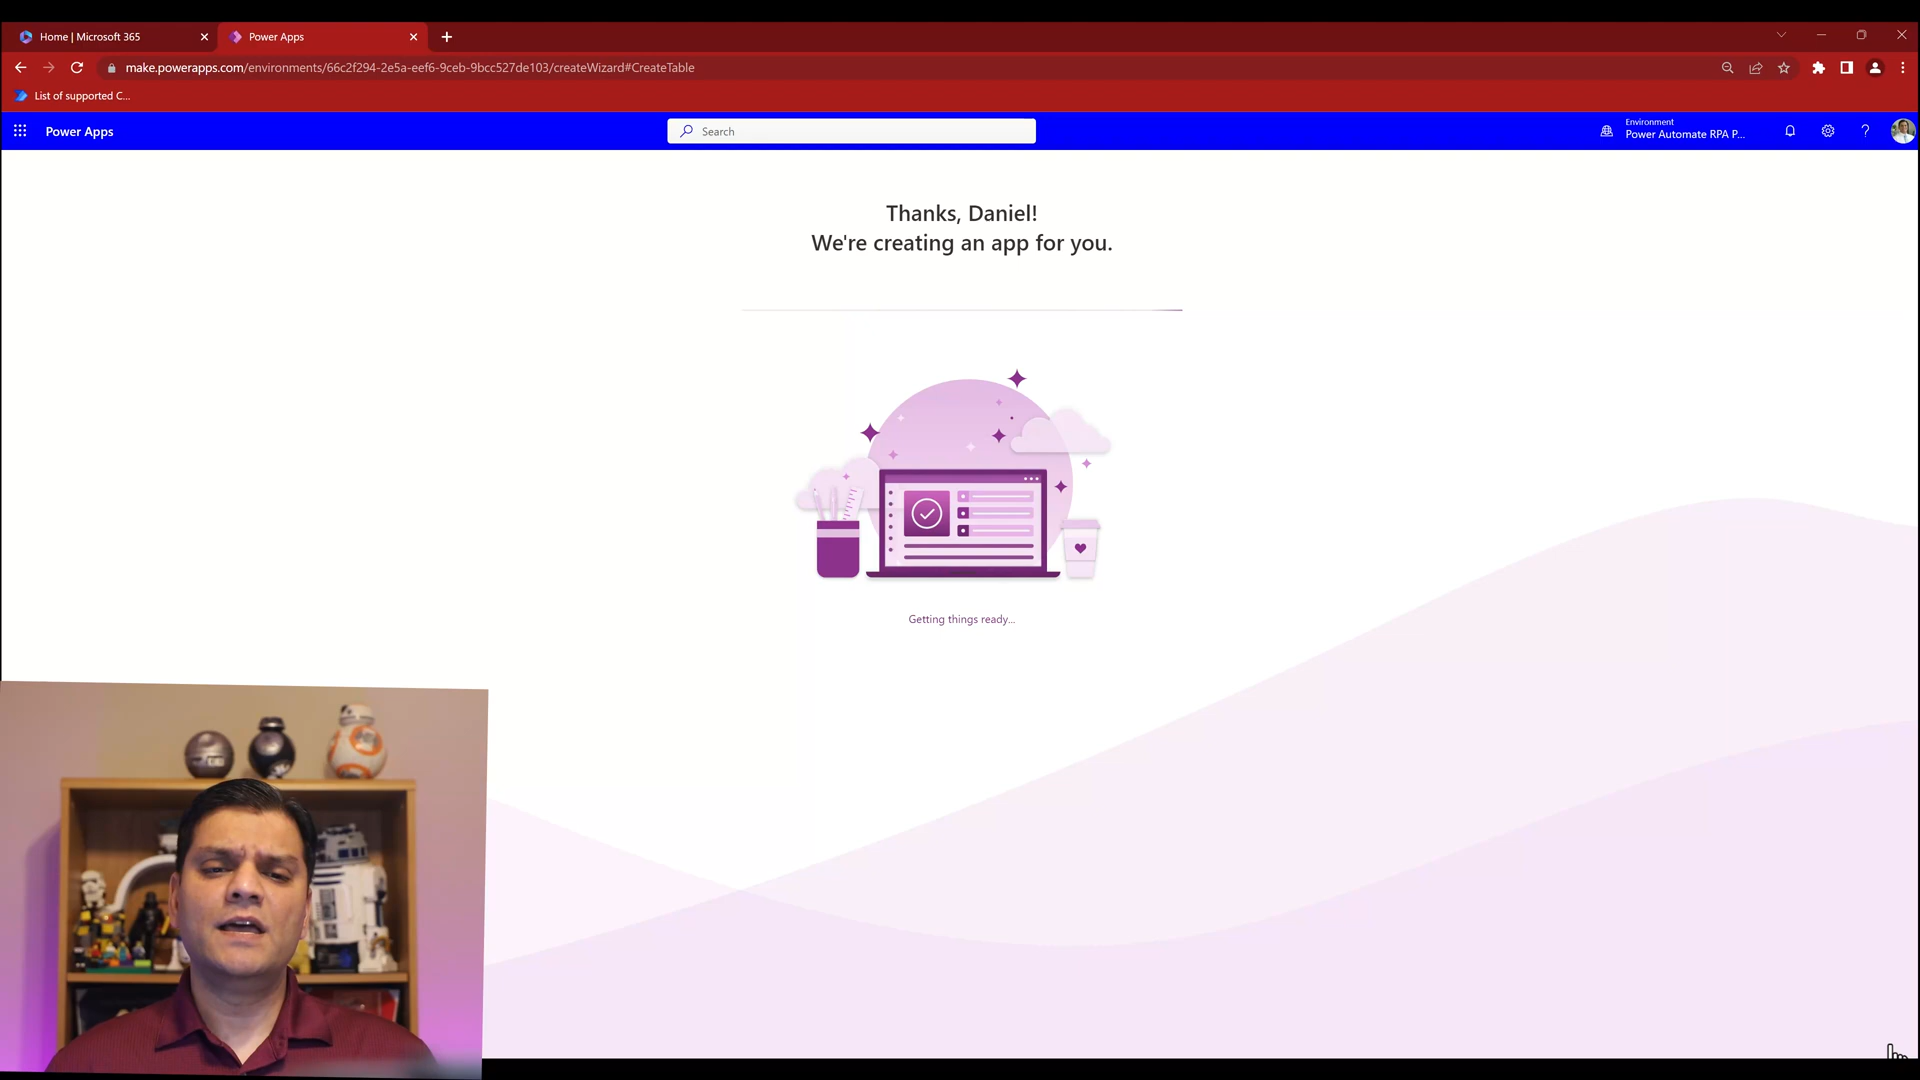 Home | Microsoft 365
Power Apps
make.powerapps.com/environments/66c2f294-2e5a-eef6-9ceb-9bcc527de103/createWizard#CreateTable
List of supported C...
Power Apps
Search
Environment
Power Automate RPA P...
Thanks, Daniel!
We're creating an app for you.
Getting things ready...